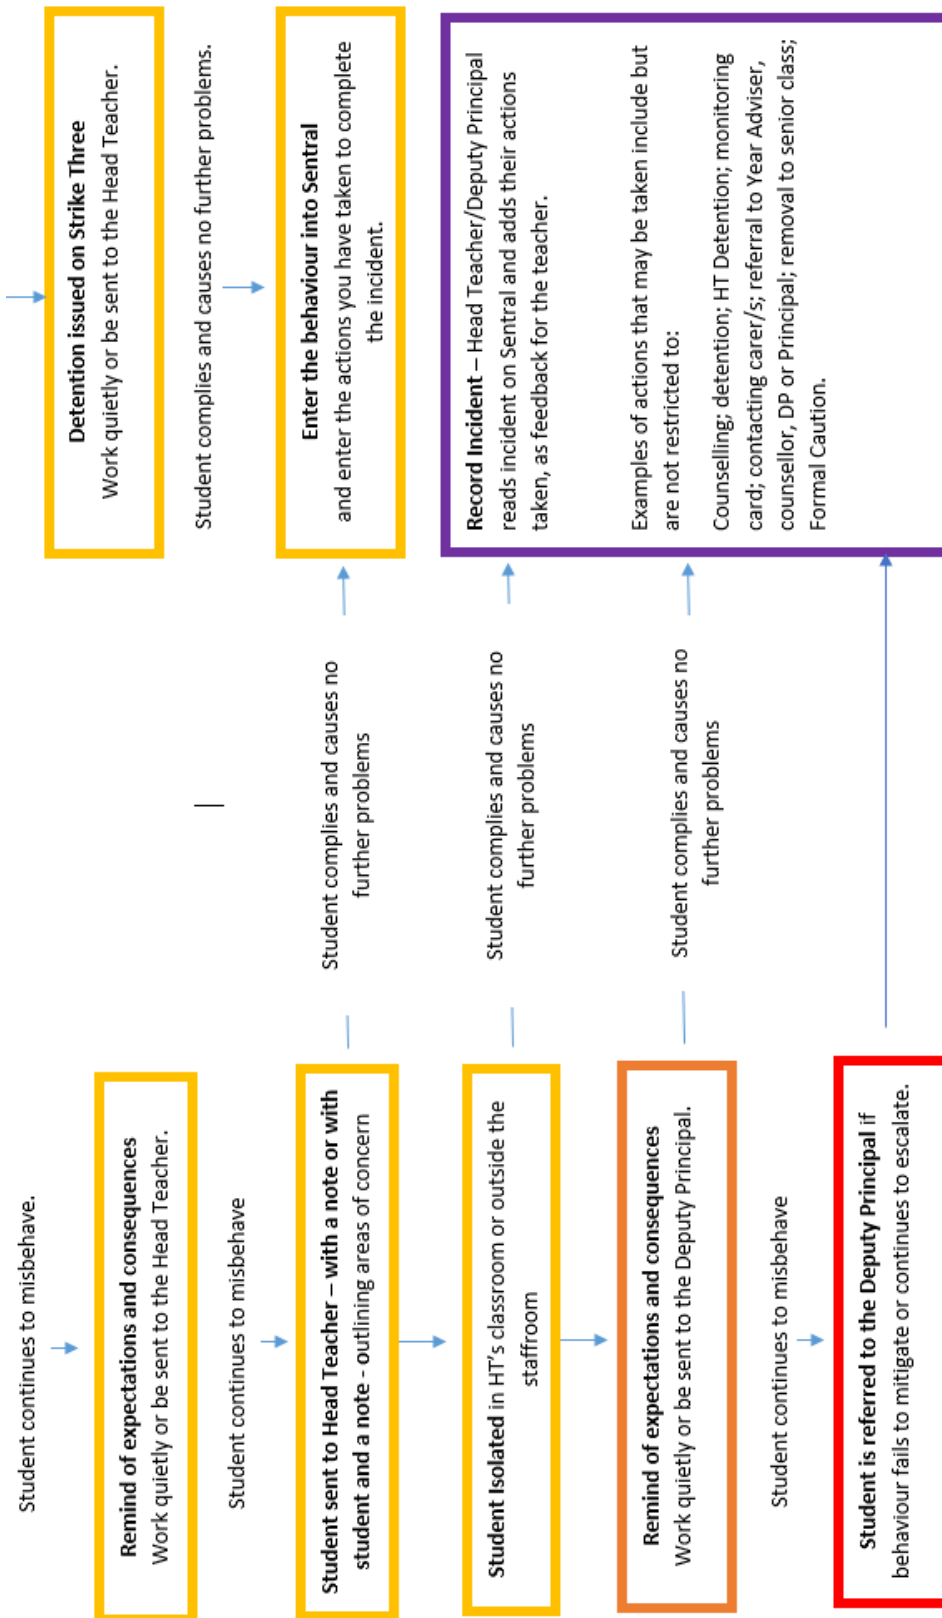 Student continues to misbehave.
Remind of expectations and consequences
Work quietly or be sent to the Head Teacher.
Student continues to misbehave
Student sent to Head Teacher – with a note or with
student and a note - outlining areas of concern
Student Isolated in HT's classroom or outside the
staffroom
Remind of expectations and consequences
Work quietly or be sent to the Deputy Principal.
Student continues to misbehave
Student is referred to the Deputy Principal if
behaviour fails to mitigate or continues to escalate.
Student complies and causes no
further problems
Student complies and causes no
further problems
Student complies and causes no
further problems
Detention issued on Strike Three
Work quietly or be sent to the Head Teacher.
Student complies and causes no further problems.
Enter the behaviour into Sentral
and enter the actions you have taken to complete
the incident.
Record Incident – Head Teacher/Deputy Principal
reads incident on Sentral and adds their actions
taken, as feedback for the teacher.
Examples of actions that may be taken include but
are not restricted to:
Counselling; detention; HT Detention; monitoring
card; contacting carer/s; referral to Year Adviser,
counsellor, DP or Principal; removal to senior class;
Formal Caution.